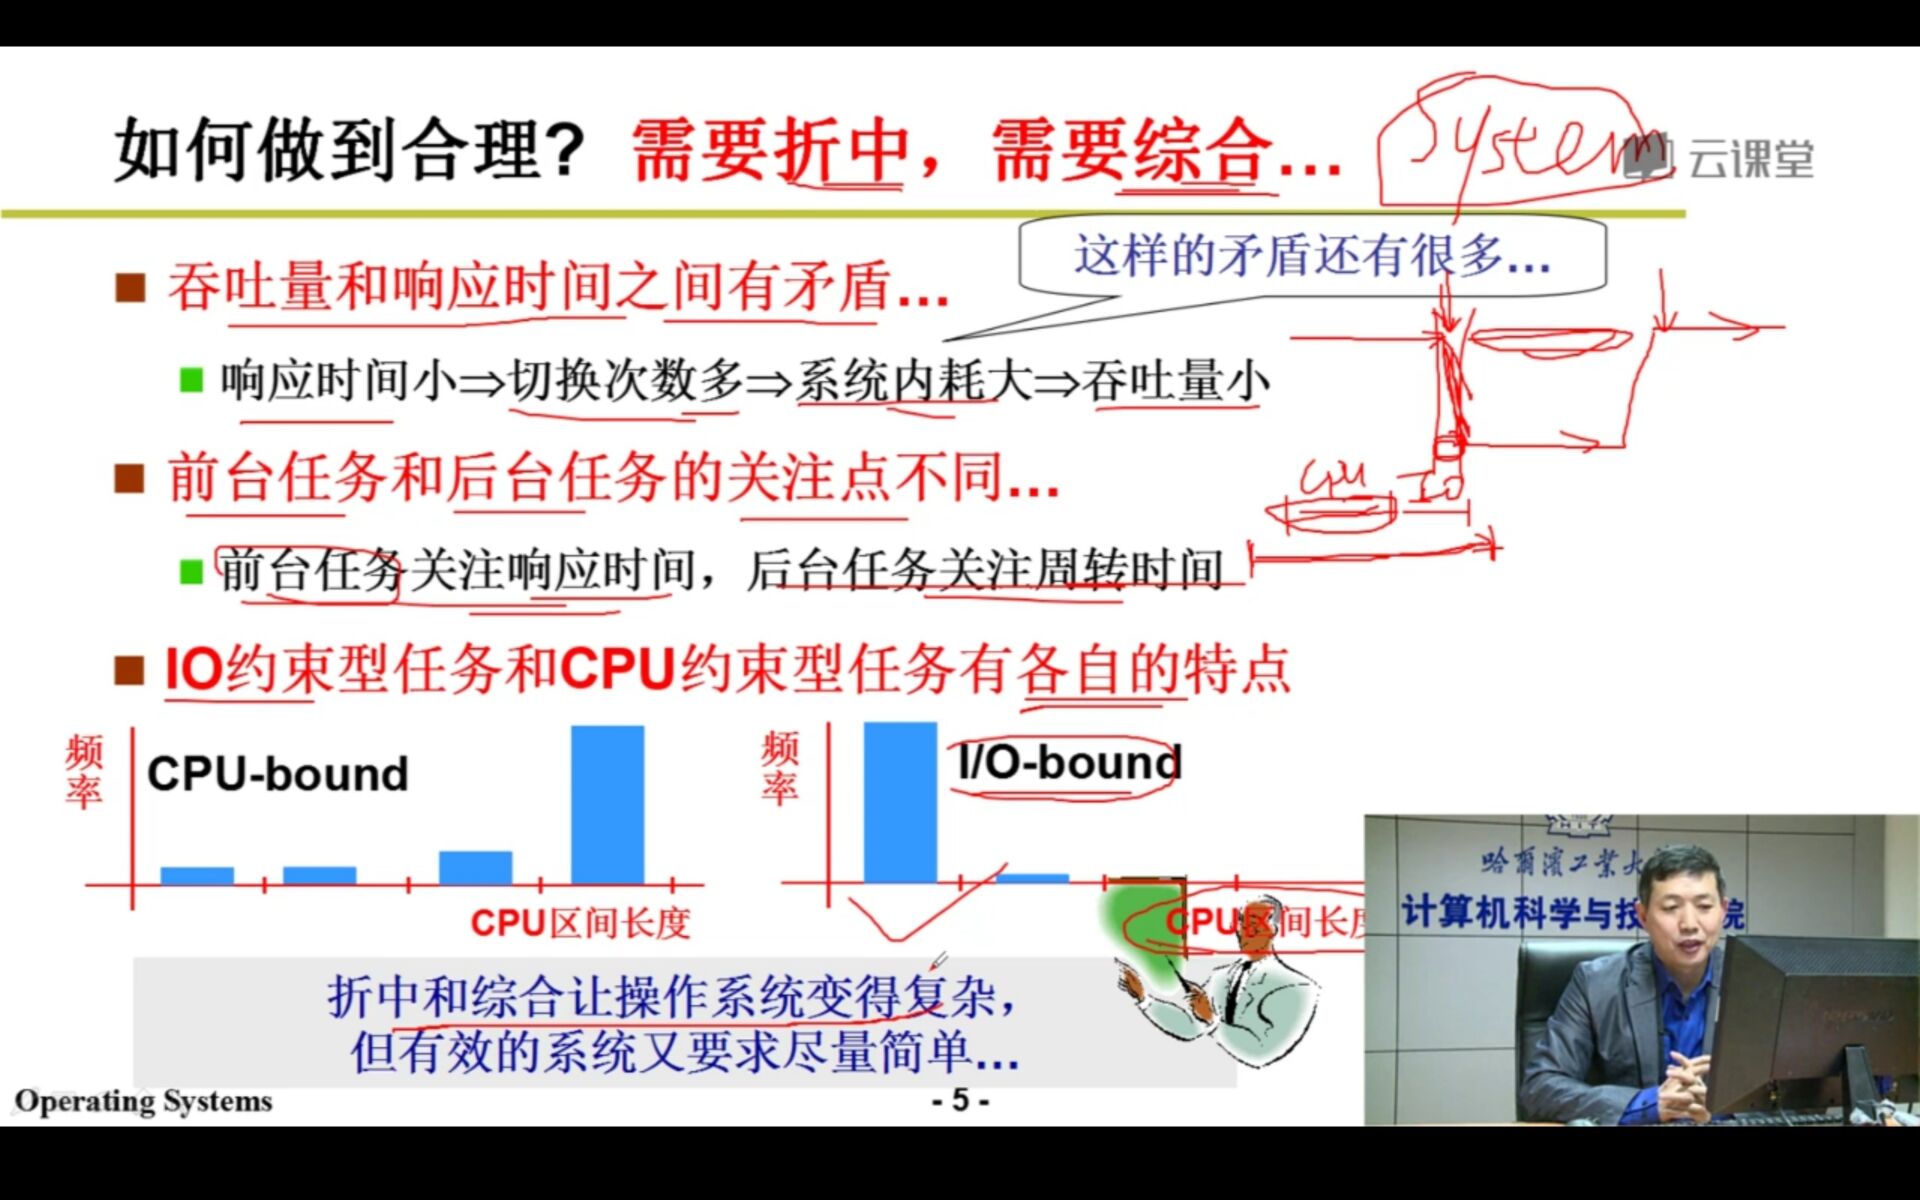 如何做到合理? 需要折中，需要综合...
System
云课堂
这样的矛盾还有很多...
吞吐量和响应时间之间有矛盾...
响应时间小⇒切换次数多⇒系统内耗大⇒吞吐量小
前台任务和后台任务的关注点不同...
CPU IO
前台任务关注响应时间，后台任务关注周转时间
IO约束型任务和CPU约束型任务有各自的特点
频率
CPU-bound
CPU区间长度
频率
I/O-bound
CPU区间长度
折中和综合让操作系统变得复杂，
但有效的系统又要求尽量简单...
Operating Systems
- 5 -
哈尔滨工业大
计算机科学与技 院